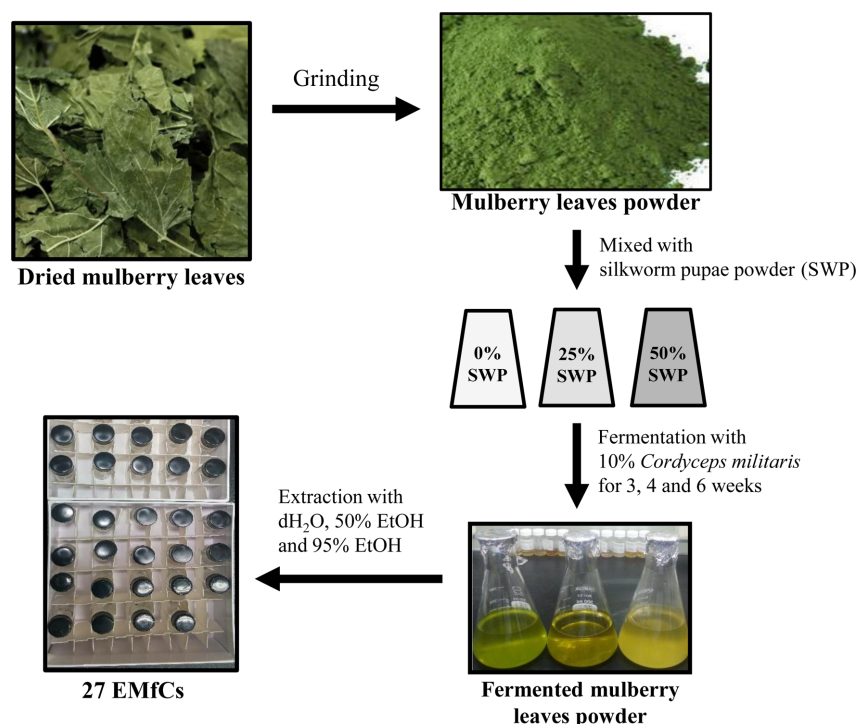 Grinding
Dried mulberry leaves
Mulberry leaves powder
Mixed with
silkworm pupae powder (SWP)
0%
SWP
25%
SWP
50%
SWP
Fermentation with
10% Cordyceps militaris
for 3, 4 and 6 weeks
Extraction with
dH₂O, 50% EtOH
and 95% EtOH
27 EMfCs
Fermented mulberry
leaves powder